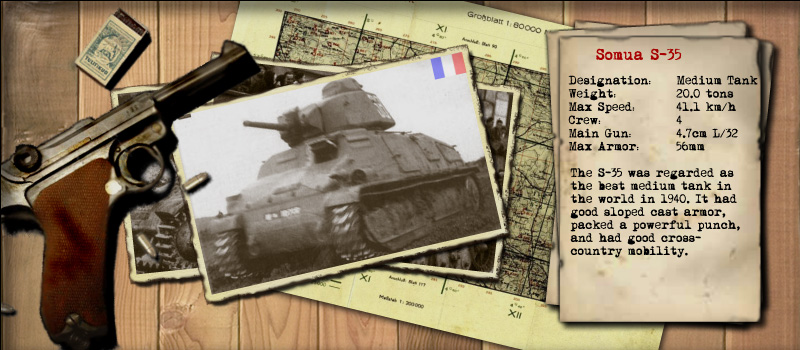 Großblatt 1:80000
XI
Somua S-35
Designation: Medium Tank
Weight: 20.0 tons
Max Speed: 41.1 km/h
Crew: 4
Main Gun: 4.7cm L/32
Max Armor: 56mm
The S-35 was regarded as
the best medium tank in
the world in 1940. It had
good sloped cast armor,
packed a powerful punch,
and had good cross-
country mobility.
XI
XII